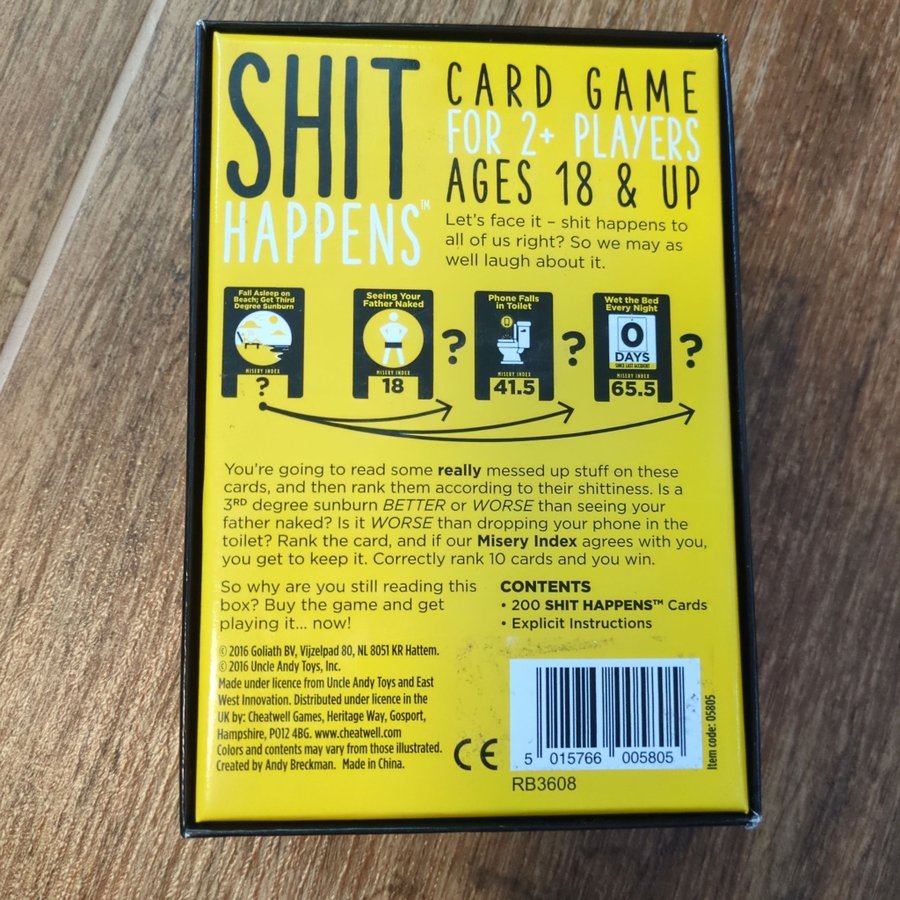 SHIT
HAPPENS™
CARD GAME
FOR 2+ PLAYERS
AGES 18 & UP
Let's face it – shit happens to
all of us right? So we may as
well laugh about it.
Fall Asleep on
Beach; Get Third
Degree Sunburn
MISERY INDEX
?
Seeing Your
Father Naked
MISERY INDEX
18
?
Phone Falls
in Toilet
MISERY INDEX
41.5
?
Wet the Bed
Every Night
0
DAYS
SINCE LAST ACCIDENT
MISERY INDEX
65.5
?
You're going to read some really messed up stuff on these
cards, and then rank them according to their shittiness. Is a
3RD degree sunburn BETTER or WORSE than seeing your
father naked? Is it WORSE than dropping your phone in the
toilet? Rank the card, and if our Misery Index agrees with you,
you get to keep it. Correctly rank 10 cards and you win.
So why are you still reading this
box? Buy the game and get
playing it... now!
CONTENTS
• 200 SHIT HAPPENS™ Cards
• Explicit Instructions
© 2016 Goliath BV, Vijzelpad 80, NL 8051 KR Hattem.
© 2016 Uncle Andy Toys, Inc.
Made under licence from Uncle Andy Toys and East
West Innovation. Distributed under licence in the
UK by: Cheatwell Games, Heritage Way, Gosport,
Hampshire, PO12 4BG. www.cheatwell.com
Colors and contents may vary from those illustrated.
Created by Andy Breckman. Made in China.
CE
5 015766 005805
RB3608
Item code: 05805